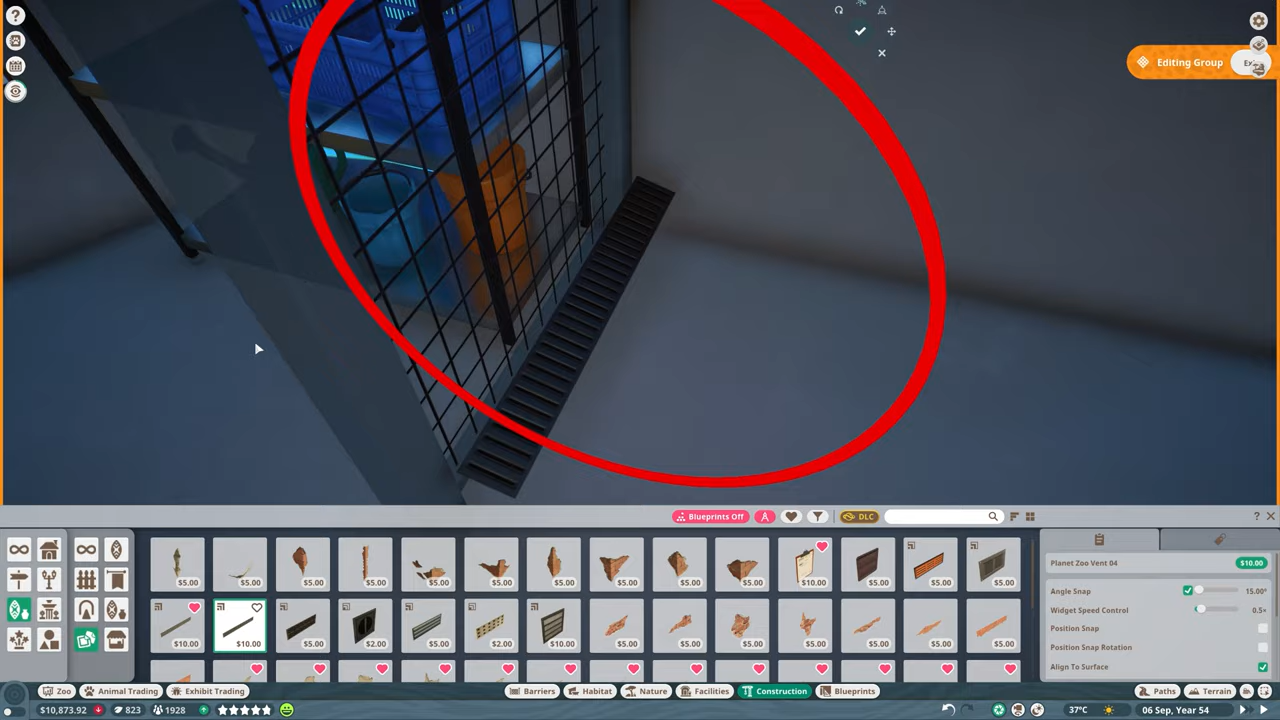 Editing Group
Blueprints Off
DLC
$5.00 $5.00 $5.00 $5.00 $5.00 $5.00 $5.00 $5.00 $5.00 $5.00 $10.00 $5.00 $5.00 $5.00
$10.00 $10.00 $5.00 $2.00 $5.00 $2.00 $10.00 $5.00 $5.00 $5.00 $5.00 $5.00 $5.00 $5.00
Planet Zoo Vent 04 $10.00
Angle Snap 15.00°
Widget Speed Control 0.5×
Position Snap
Position Snap Rotation
Align To Surface
Zoo Animal Trading Exhibit Trading Barriers Habitat Nature Facilities Construction Blueprints Paths Terrain
$10,873.92 823 1928 37°C 06 Sep, Year 54